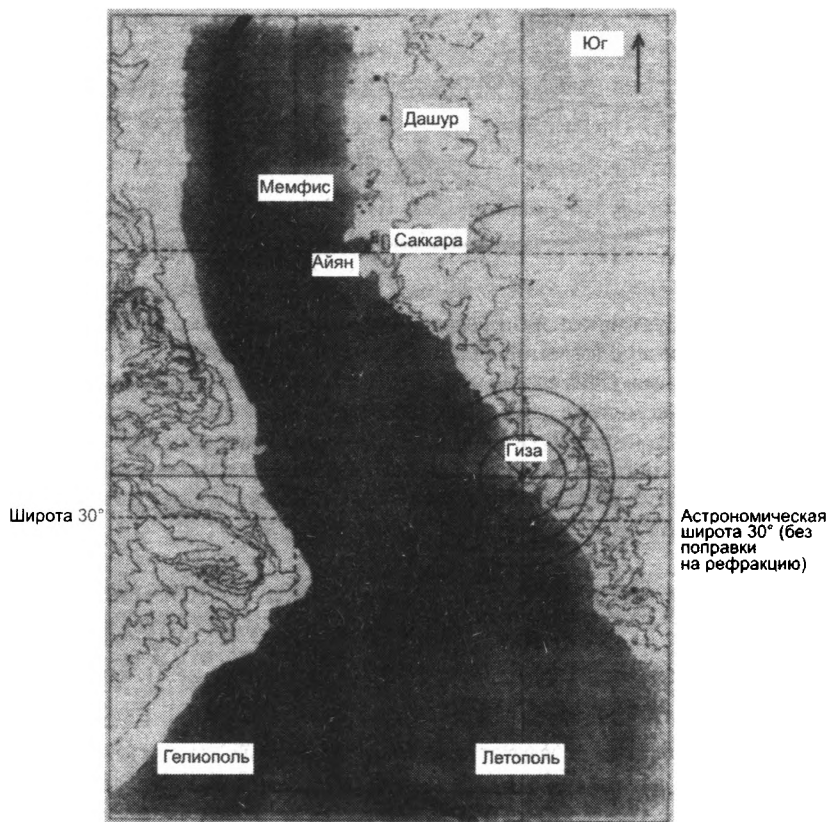 Юг
Дашур
Мемфис
Саккара
Айян
Гиза
Широта 30°
Астрономическая
широта 30° (без
поправки
на рефракцию)
Гелиополь
Летополь